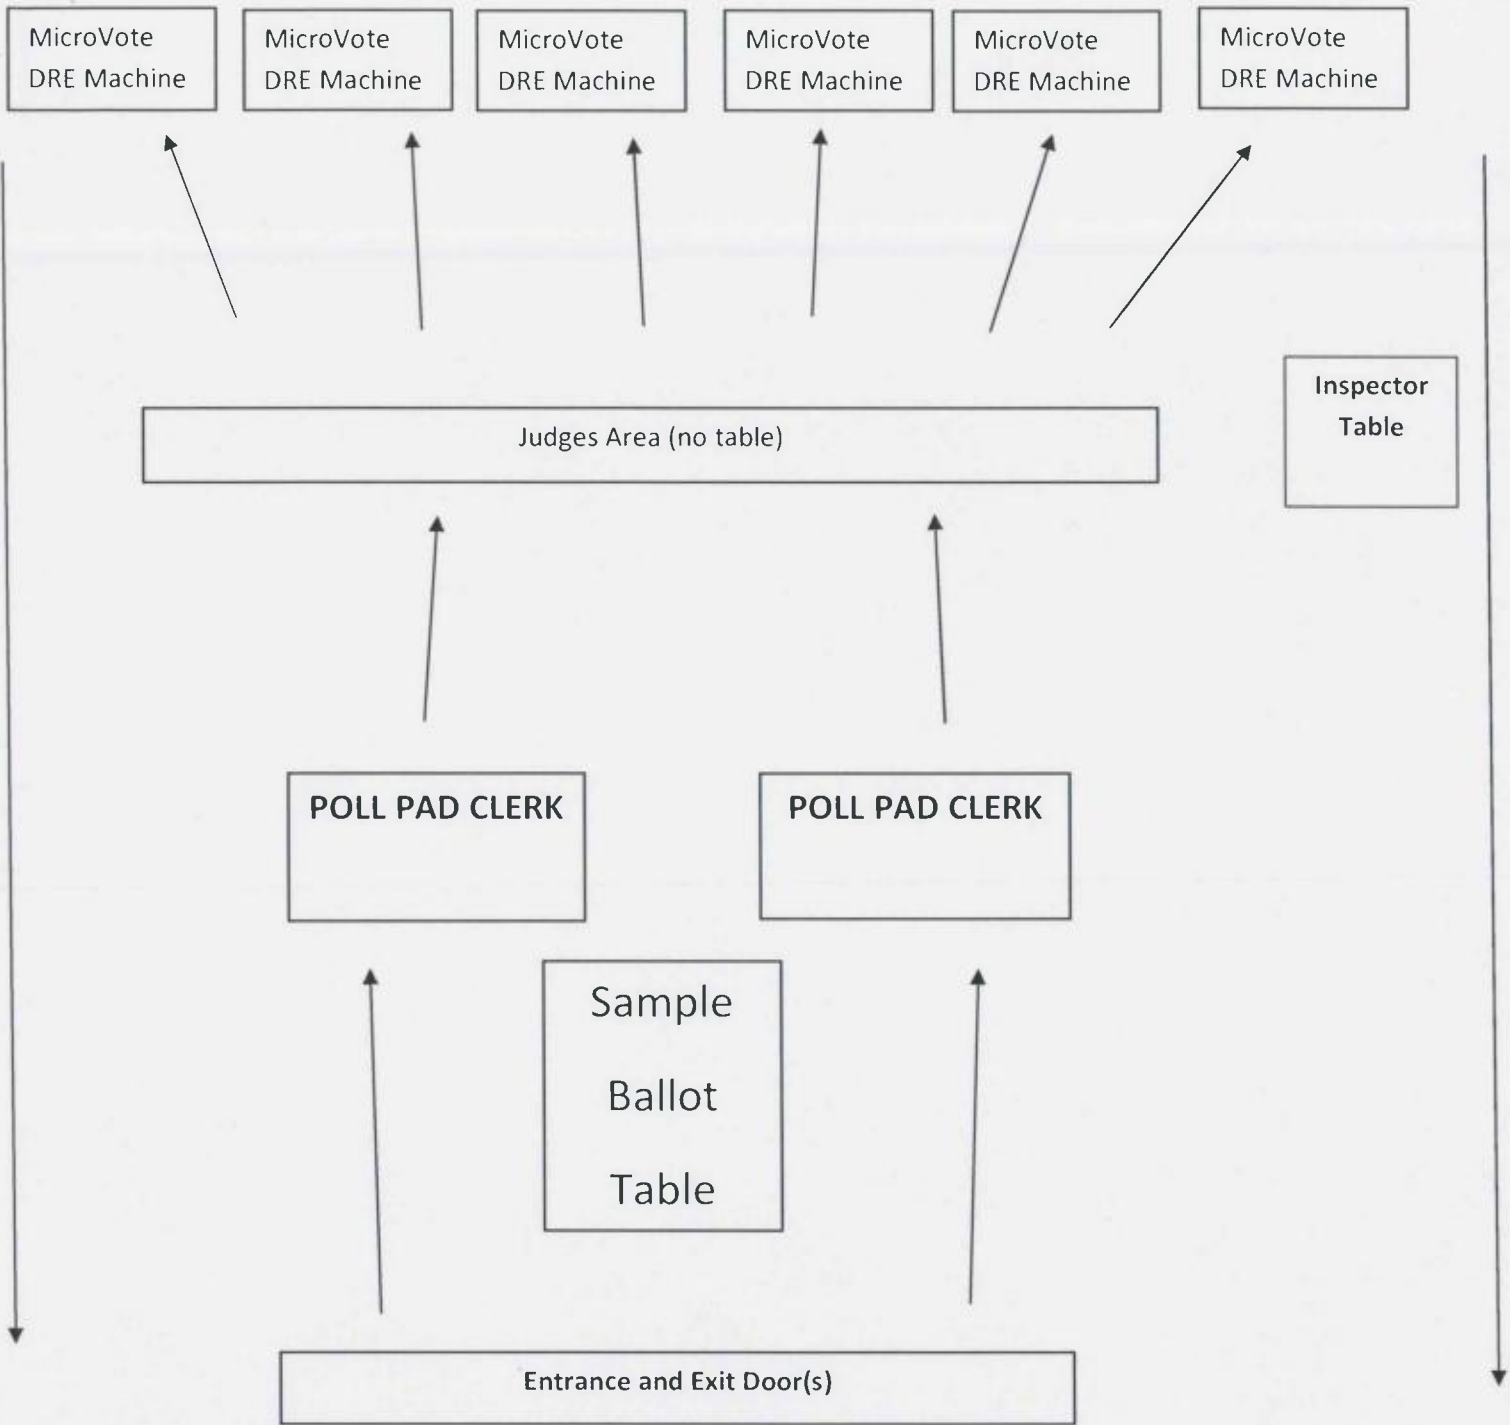 MicroVote
DRE Machine
MicroVote
DRE Machine
MicroVote
DRE Machine
MicroVote
DRE Machine
MicroVote
DRE Machine
MicroVote
DRE Machine
Inspector
Table
Judges Area (no table)
POLL PAD CLERK
POLL PAD CLERK
Sample
Ballot
Table
Entrance and Exit Door(s)